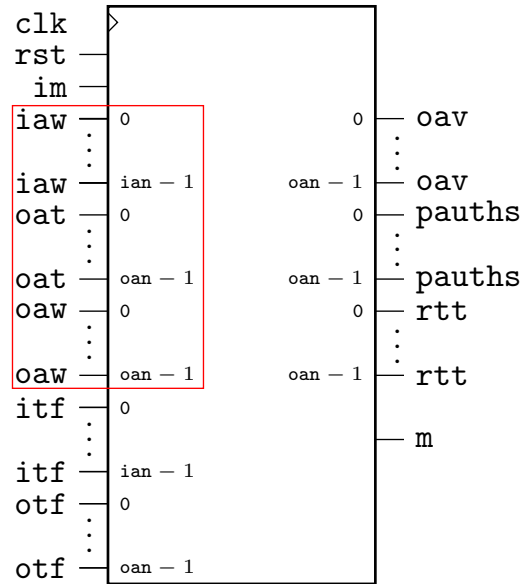 clk
rst
im
iaw 0 0 oav
iaw ian − 1 oan − 1 oav
oat 0 0 pauths
oat oan − 1 oan − 1 pauths
oaw 0 0 rtt
oaw oan − 1 oan − 1 rtt
itf 0
m
itf ian − 1
otf 0
otf oan − 1